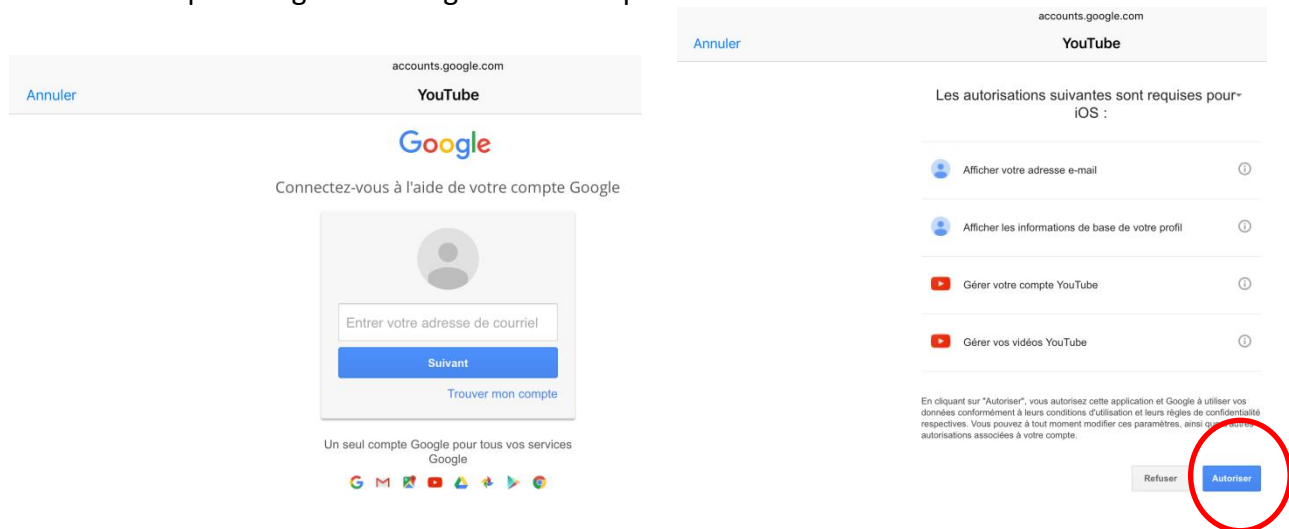 accounts.google.com
Annuler
YouTube
Google
Connectez-vous à l'aide de votre compte Google
Entrer votre adresse de courriel
Suivant
Trouver mon compte
Un seul compte Google pour tous vos services
Google
accounts.google.com
Annuler
YouTube
Les autorisations suivantes sont requises pour
iOS :
Afficher votre adresse e-mail
Afficher les informations de base de votre profil
Gérer votre compte YouTube
Gérer vos vidéos YouTube
En cliquant sur "Autoriser", vous autorisez cette application et Google à utiliser vos
données conformément à leurs conditions d'utilisation et leurs règles de confidentialité
respectives. Vous pouvez à tout moment modifier ces paramètres, ainsi que d'autres
autorisations associées à votre compte.
Refuser
Autoriser